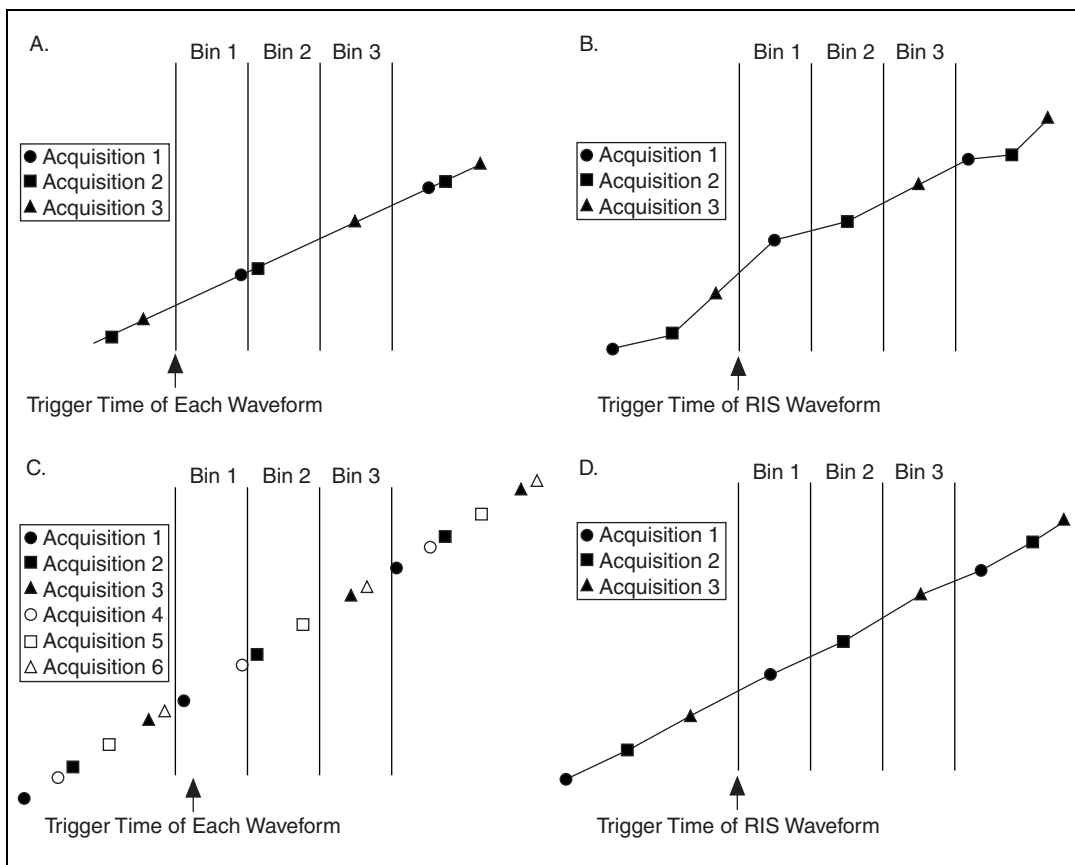 A.
Bin 1 Bin 2 Bin 3
Acquisition 1
Acquisition 2
Acquisition 3
Trigger Time of Each Waveform
B.
Bin 1 Bin 2 Bin 3
Acquisition 1
Acquisition 2
Acquisition 3
Trigger Time of RIS Waveform
C.
Bin 1 Bin 2 Bin 3
Acquisition 1
Acquisition 2
Acquisition 3
Acquisition 4
Acquisition 5
Acquisition 6
Trigger Time of Each Waveform
D.
Bin 1 Bin 2 Bin 3
Acquisition 1
Acquisition 2
Acquisition 3
Trigger Time of RIS Waveform